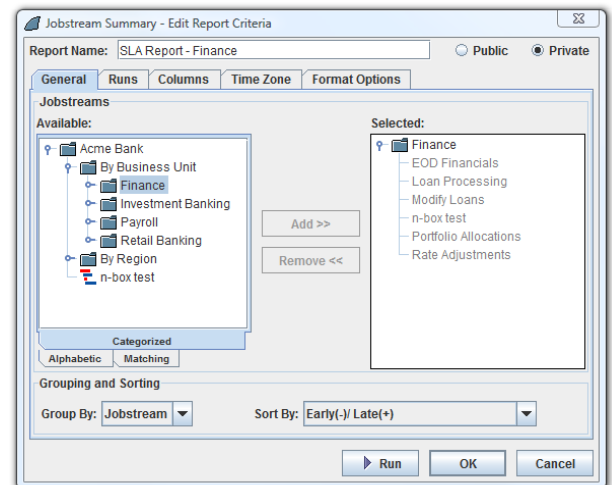 Jobstream Summary - Edit Report Criteria
Report Name: SLA Report - Finance Public Private
General Runs Columns Time Zone Format Options
Jobstreams
Available: Selected:
Acme Bank
By Business Unit
Finance
Investment Banking
Payroll
Retail Banking
By Region
n-box test
Categorized
Alphabetic Matching
Add >>
Remove <<
Finance
EOD Financials
Loan Processing
Modify Loans
n-box test
Portfolio Allocations
Rate Adjustments
Grouping and Sorting
Group By: Jobstream Sort By: Early(-)/ Late(+)
Run OK Cancel